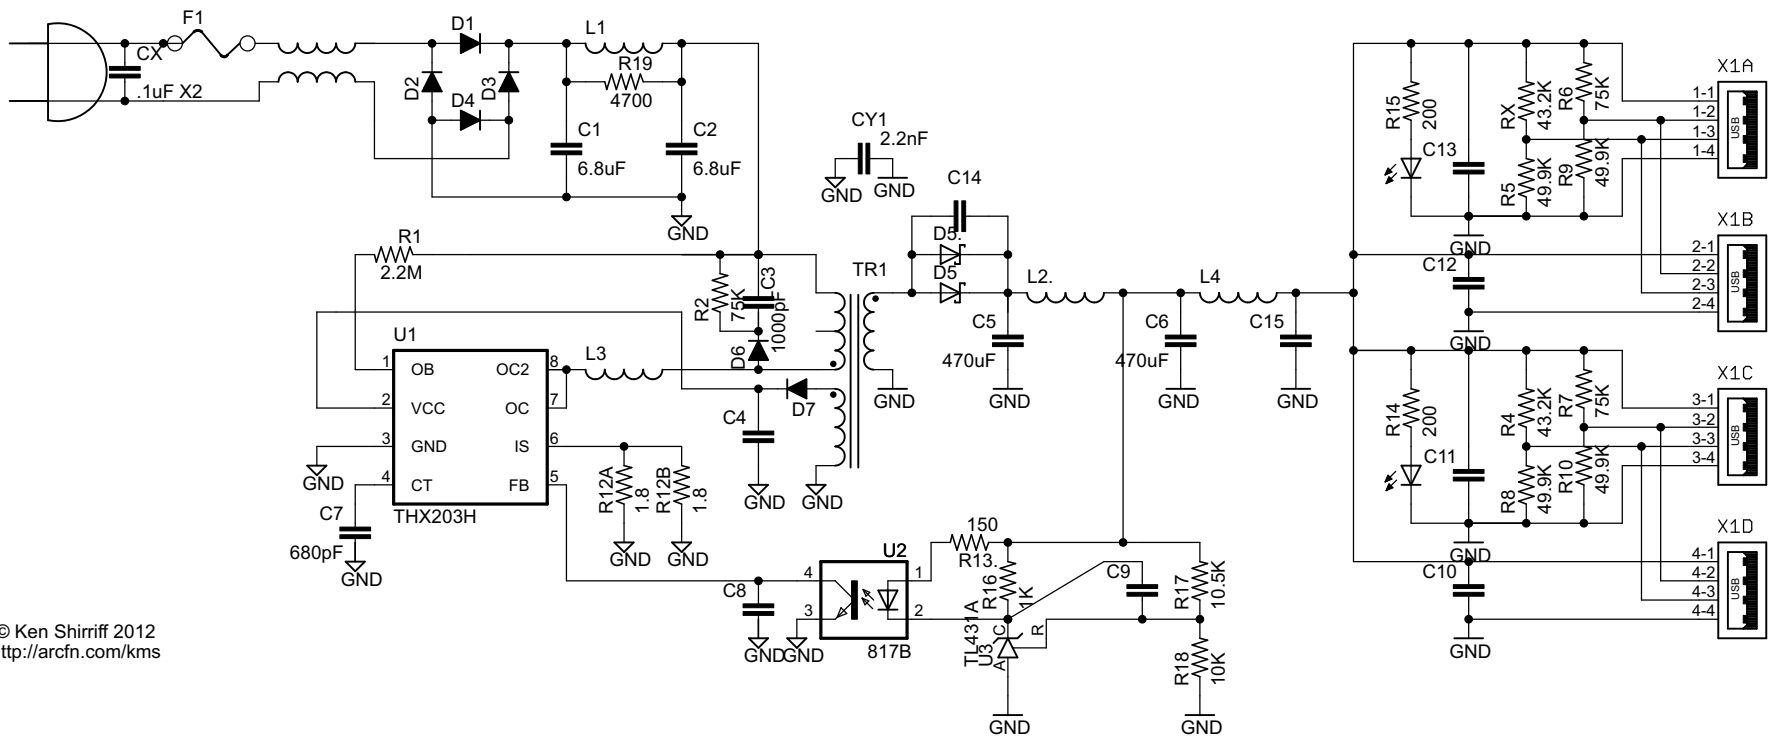 F1
CX
.1uF X2
D1
D2
D3
D4
L1
R19
4700
C1
6.8uF
C2
6.8uF
GND
CY1
2.2nF
GND
GND
R1
2.2M
R2
75K
C3
1000pF
D6
TR1
C14
D5.
D5
L2.
L4
C5
470uF
GND
C6
470uF
GND
C15
GND
GND
U1
1
OB
OC2
8
2
VCC
OC
7
3
GND
IS
6
4
CT
FB
5
THX203H
L3
GND
C7
680pF
GND
R12A
1.8
GND
R12B
1.8
GND
D7
C4
GND
GND
C8
GND
GND
U2
4
3
1
2
817B
150
R13.
R16
1K
C9
R17
10.5K
R18
10K
TL431A
U3
C
R
A
GND
GND
R15
200
C13
RX
43.2K
R5
49.9K
R6
75K
R9
49.9K
GND
C12
GND
R14
200
C11
R4
43.2K
R8
49.9K
R7
75K
R10
49.9K
GND
C10
GND
X1A
1-1
1-2
1-3
1-4
USB
X1B
2-1
2-2
2-3
2-4
USB
X1C
3-1
3-2
3-3
3-4
USB
X1D
4-1
4-2
4-3
4-4
USB
© Ken Shirriff 2012
ttp://arcfn.com/kms